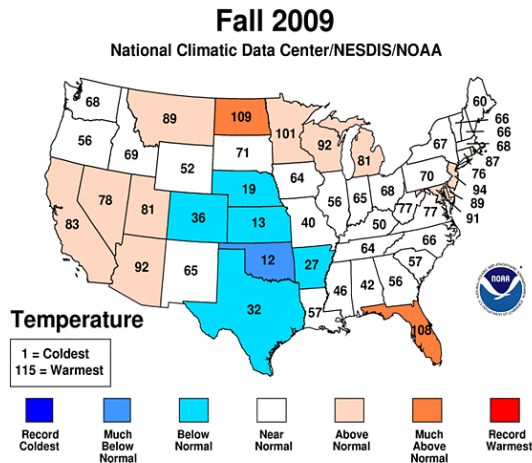 Fall 2009
National Climatic Data Center/NESDIS/NOAA
68
89
109
101
60
56
69
71
92
81
66
66
68
87
67
52
76
70
94
89
91
19
64
56
65
68
83
78
81
36
13
40
50
77
77
92
65
12
27
64
66
57
32
57
46
42
56
108
NOAA
Temperature
1 = Coldest
115 = Warmest
Record
Coldest
Much
Below
Normal
Below
Normal
Near
Normal
Above
Normal
Much
Above
Normal
Record
Warmest